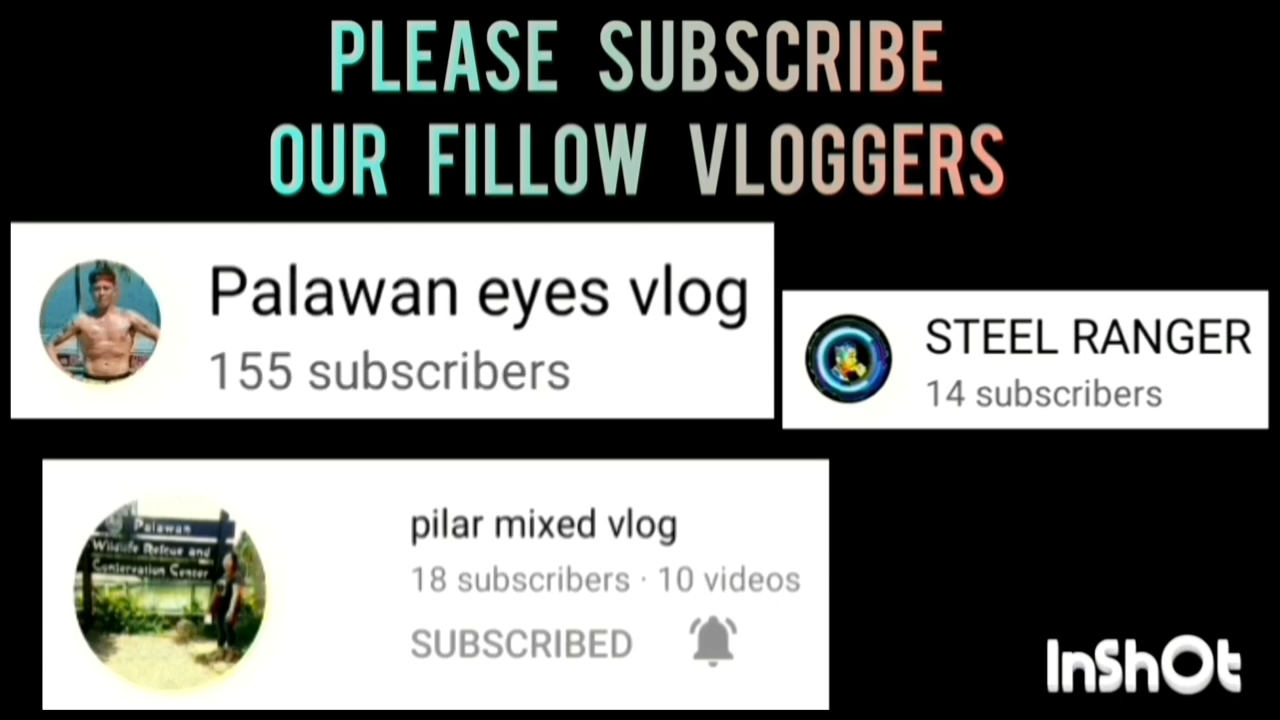 PLEASE SUBSCRIBE
OUR FILLOW VLOGGERS
Palawan eyes vlog
155 subscribers
STEEL RANGER
14 subscribers
Palawan
Wildlife Rescue and
Conservation Center
pilar mixed vlog
18 subscribers · 10 videos
SUBSCRIBED
InShOt